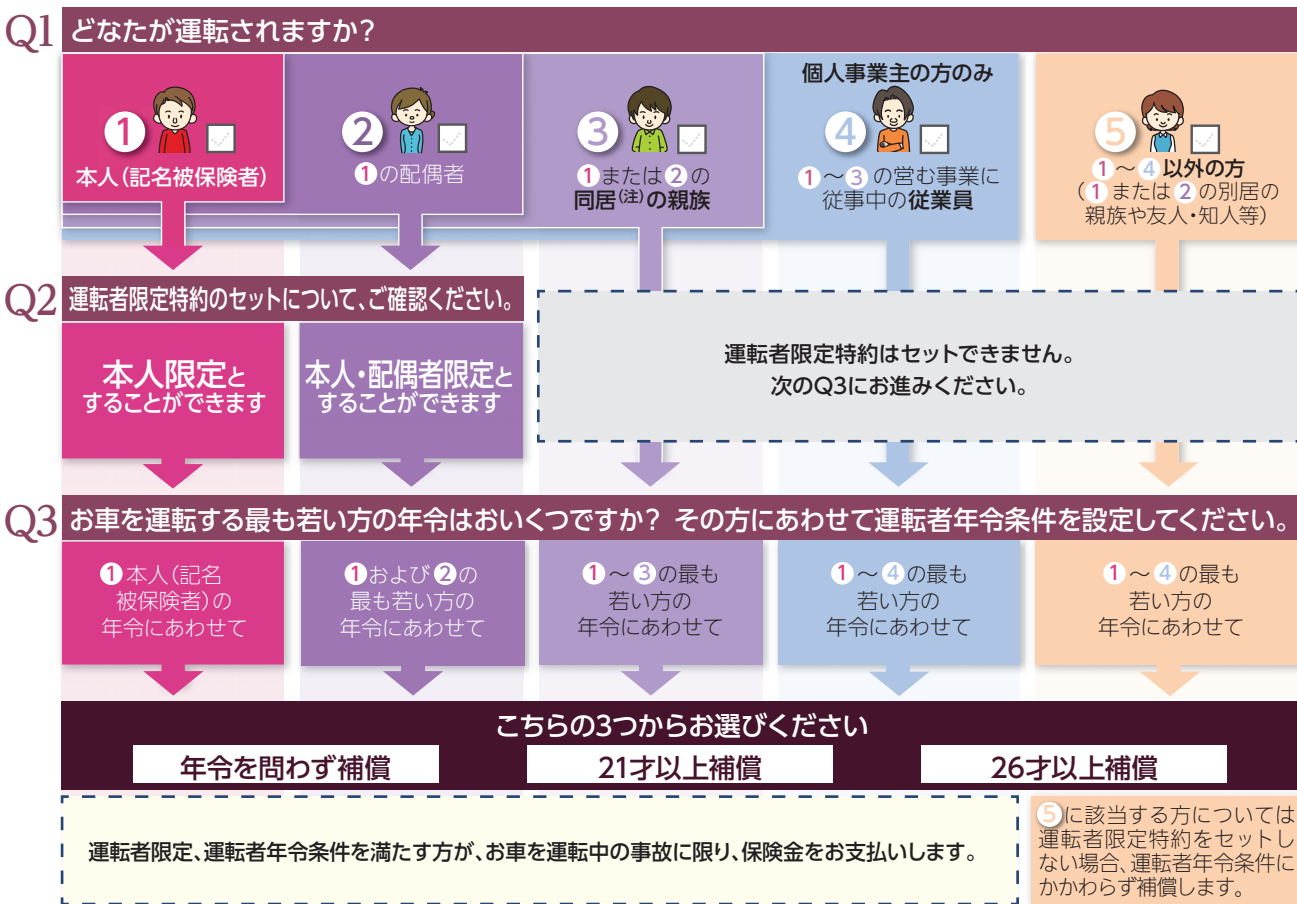 Q1 どなたが運転されますか?
1
本人(記名被保険者)
2
1の配偶者
3
1または2の
同居(注)の親族
個人事業主の方のみ
4
1～3の営む事業に
従事中の従業員
5
1～4以外の方
(1または2の別居の
親族や友人・知人等)
Q2 運転者限定特約のセットについて、ご確認ください。
本人限定と
することができます
本人・配偶者限定と
することができます
運転者限定特約はセットできません。
次のQ3にお進みください。
Q3 お車を運転する最も若い方の年令はおいくつですか? その方にあわせて運転者年令条件を設定してください。
1本人(記名
被保険者)の
年令にあわせて
1および2の
最も若い方の
年令にあわせて
1～3の最も
若い方の
年令にあわせて
1～4の最も
若い方の
年令にあわせて
1～4の最も
若い方の
年令にあわせて
こちらの3つからお選びください
年令を問わず補償
21才以上補償
26才以上補償
運転者限定、運転者年令条件を満たす方が、お車を運転中の事故に限り、保険金をお支払いします。
5に該当する方については
運転者限定特約をセットし
ない場合、運転者年令条件に
かかわらず補償します。